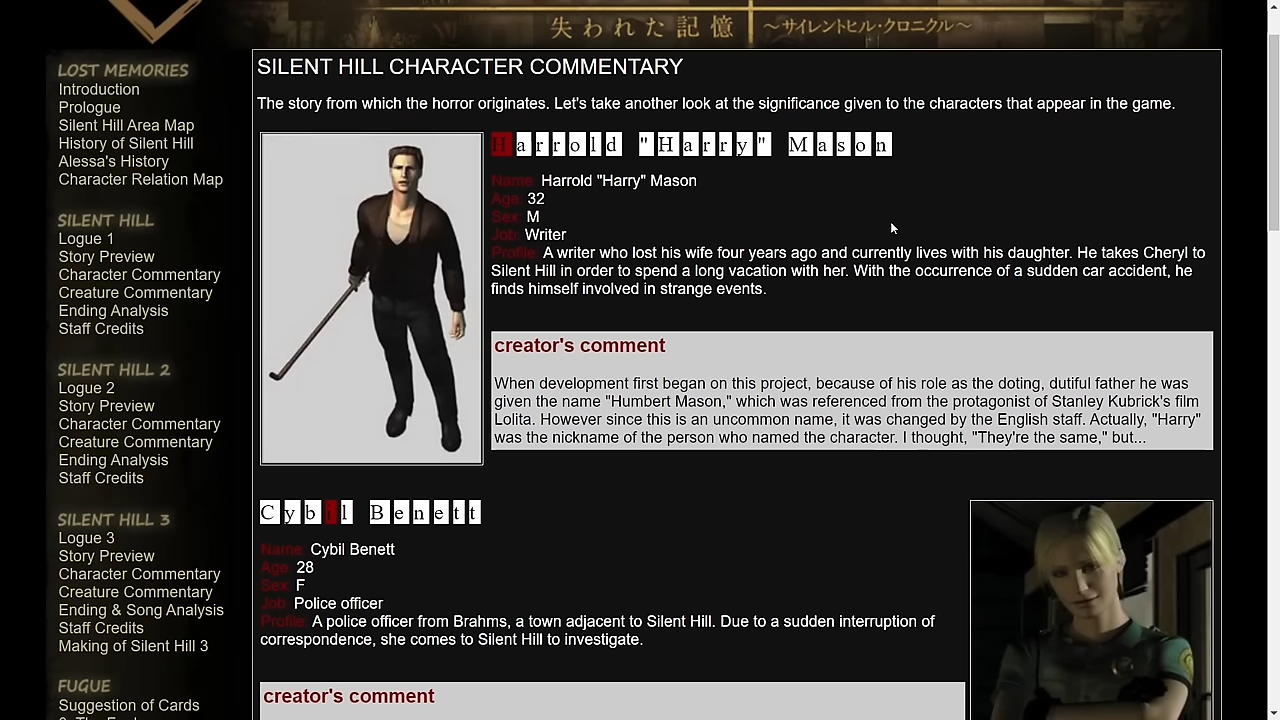 失われた記憶 ～サイレントヒル・クロニクル～
LOST MEMORIES
Introduction
Prologue
Silent Hill Area Map
History of Silent Hill
Alessa's History
Character Relation Map
SILENT HILL
Logue 1
Story Preview
Character Commentary
Creature Commentary
Ending Analysis
Staff Credits
SILENT HILL 2
Logue 2
Story Preview
Character Commentary
Creature Commentary
Ending Analysis
Staff Credits
SILENT HILL 3
Logue 3
Story Preview
Character Commentary
Creature Commentary
Ending & Song Analysis
Staff Credits
Making of Silent Hill 3
FUGUE
Suggestion of Cards
SILENT HILL CHARACTER COMMENTARY
The story from which the horror originates. Let's take another look at the significance given to the characters that appear in the game.
Harrold "Harry" Mason
Name: Harrold "Harry" Mason
Age: 32
Sex: M
Job: Writer
Profile: A writer who lost his wife four years ago and currently lives with his daughter. He takes Cheryl to
Silent Hill in order to spend a long vacation with her. With the occurrence of a sudden car accident, he
finds himself involved in strange events.
creator's comment
When development first began on this project, because of his role as the doting, dutiful father he was
given the name "Humbert Mason," which was referenced from the protagonist of Stanley Kubrick's film
Lolita. However since this is an uncommon name, it was changed by the English staff. Actually, "Harry"
was the nickname of the person who named the character. I thought, "They're the same," but...
Cybil Benett
Name: Cybil Benett
Age: 28
Sex: F
Job: Police officer
Profile: A police officer from Brahms, a town adjacent to Silent Hill. Due to a sudden interruption of
correspondence, she comes to Silent Hill to investigate.
creator's comment